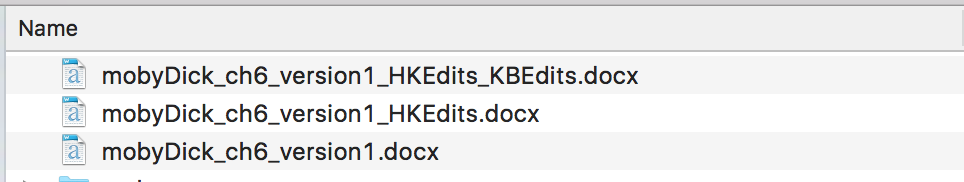 Name
mobyDick_ch6_version1_HKEdits_KBEdits.docx
mobyDick_ch6_version1_HKEdits.docx
mobyDick_ch6_version1.docx